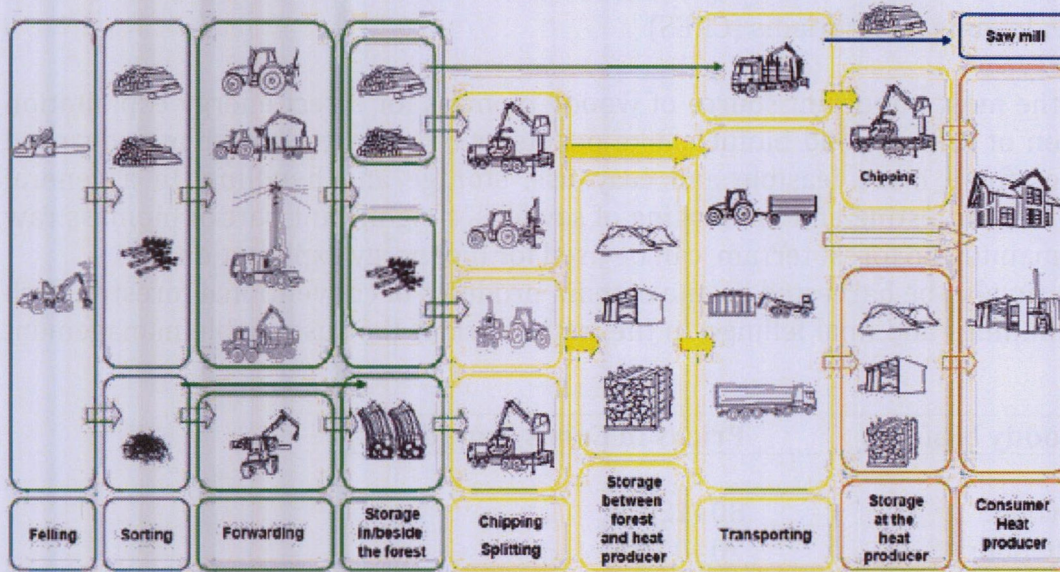 Saw mill
Chipping
Felling
Sorting
Forwarding
Storage
in/beside
the forest
Chipping
Splitting
Storage
between
forest
and heat
producer
Transporting
Storage
at the
heat
producer
Consumer
Heat
producer